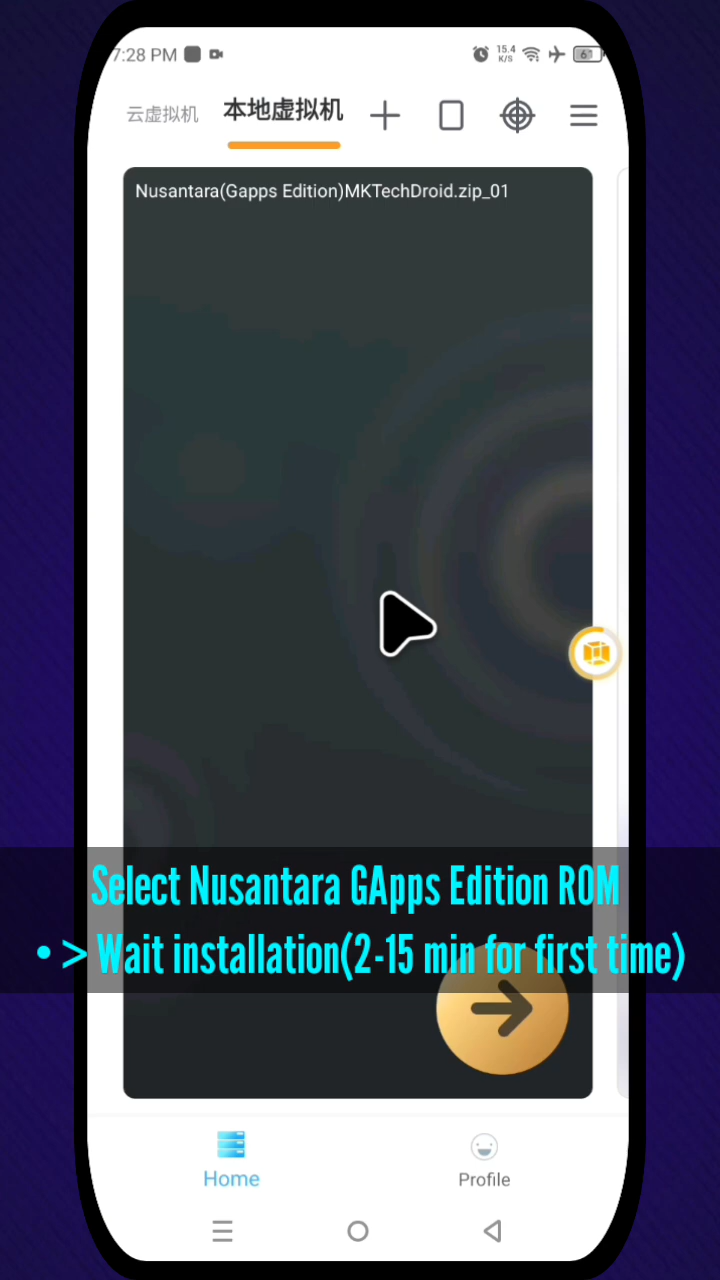 7:28 PM
15.4
K/S
61
云虚拟机
本地虚拟机
Nusantara(Gapps Edition)MKTechDroid.zip_01
Select Nusantara GApps Edition ROM
• > Wait installation(2-15 min for first time)
Home
Profile